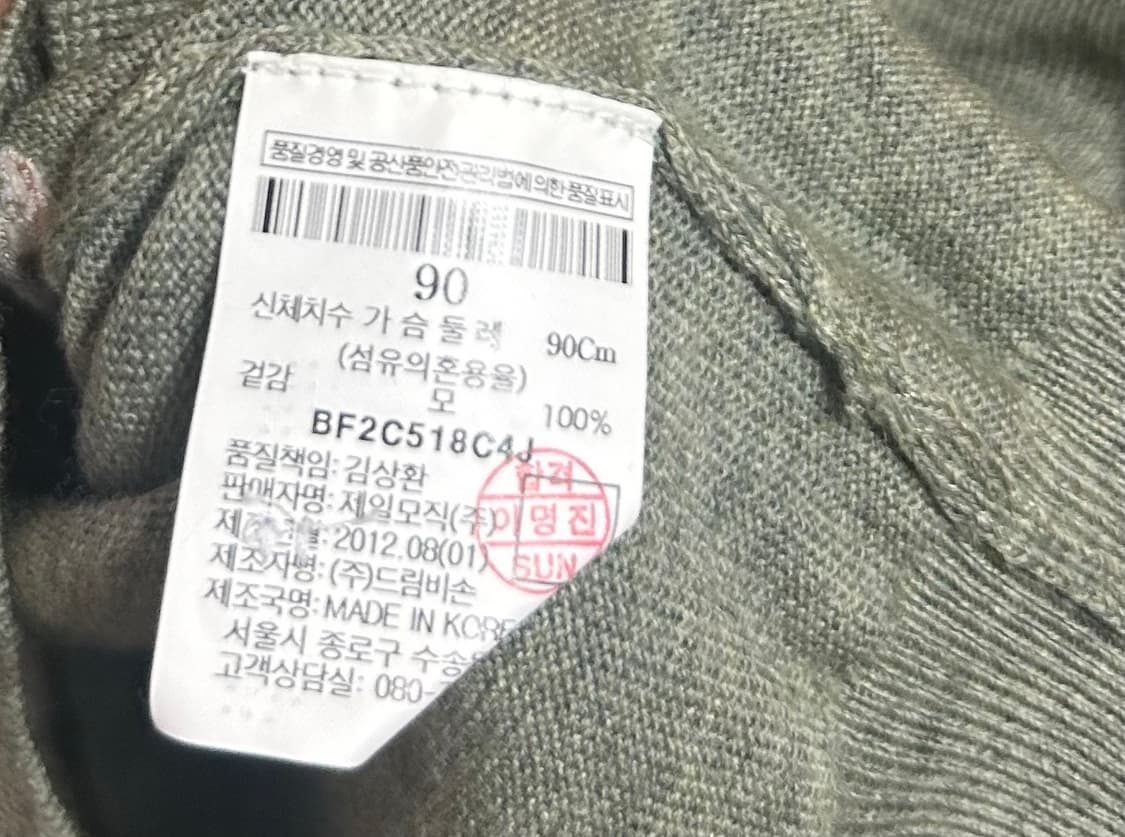 품질경영 및 공산품안전관리법에 의한 품질표시
90
신체치수 가 슴 둘 레 90Cm
(섬유의혼용율)
겉감 모 100%
BF2C518C4J
품질책임: 김상환
판매자명: 제일모직(주)
2012.08(01)
제조자명: (주)드림비손
제조국명: MADE IN KORE
서울시 종로구 수송
고객상담실: 080-
합격
이명진
SUN